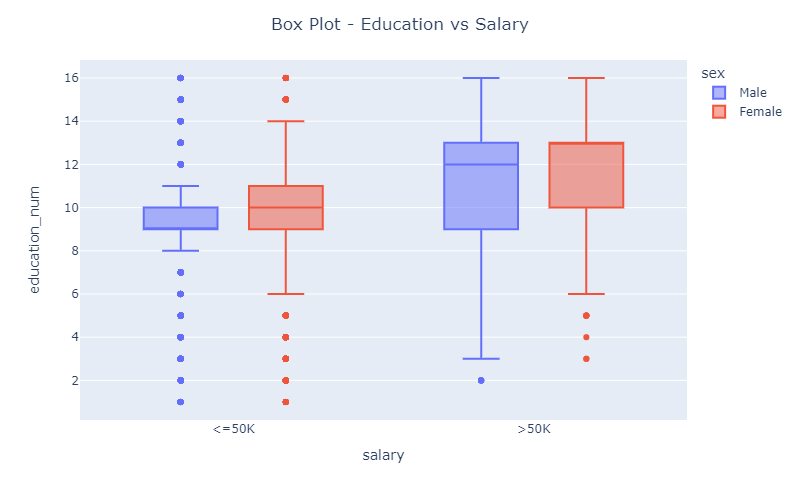 Box Plot - Education vs Salary
sex
Male
Female
16
14
12
10
8
6
4
2
education_num
<=50K
>50K
salary